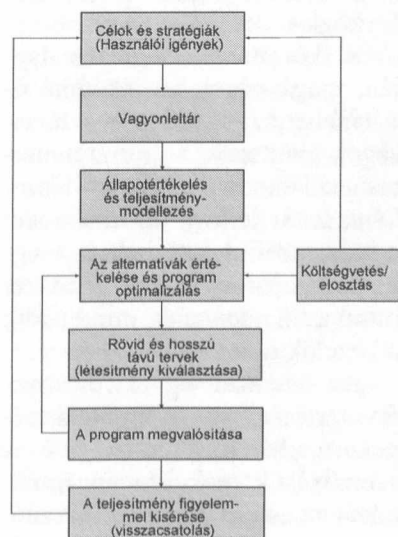 Célok és stratégiák
(Használói igények)
Vagyonleltár
Állapotértékelés
és teljesítmény-
modellezés
Az alternatívák érté-
kelése és program
optimalizálás
Költségvetés/
elosztás
Rövid és hosszú
távú tervek
(létesítmény kiválasztása)
A program megvalósítása
A teljesítmény figyelem-
mel kisérése
(visszacsatolás)